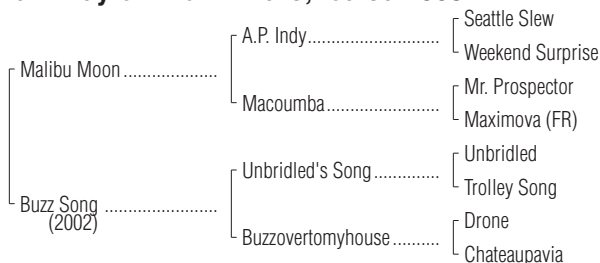 Seattle Slew
A.P. Indy
Weekend Surprise
Malibu Moon
Mr. Prospector
Macoumba
Maximova (FR)
Unbridled
Unbridled's Song
Trolley Song
Buzz Song
(2002)
Drone
Buzzovertomyhouse
Chateaupavia